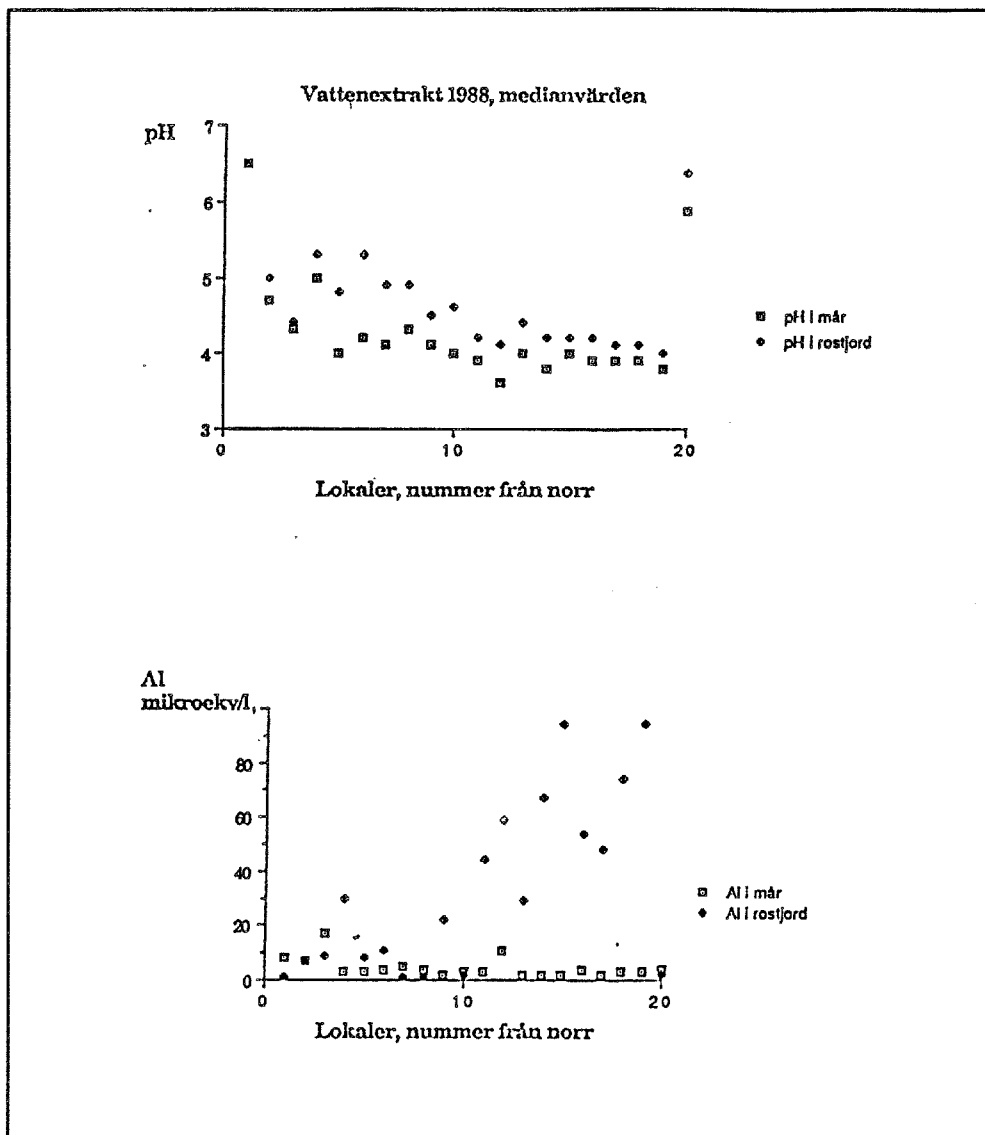 Vattenextrakt 1988, medianvärden
pH
7
6
5
4
3
0
10
20
pH i mår
pH i rostjord
Lokaler, nummer från norr
Al
mikroekv/l,
80
60
40
20
0
0
10
20
Al i mår
Al i rostjord
Lokaler, nummer från norr